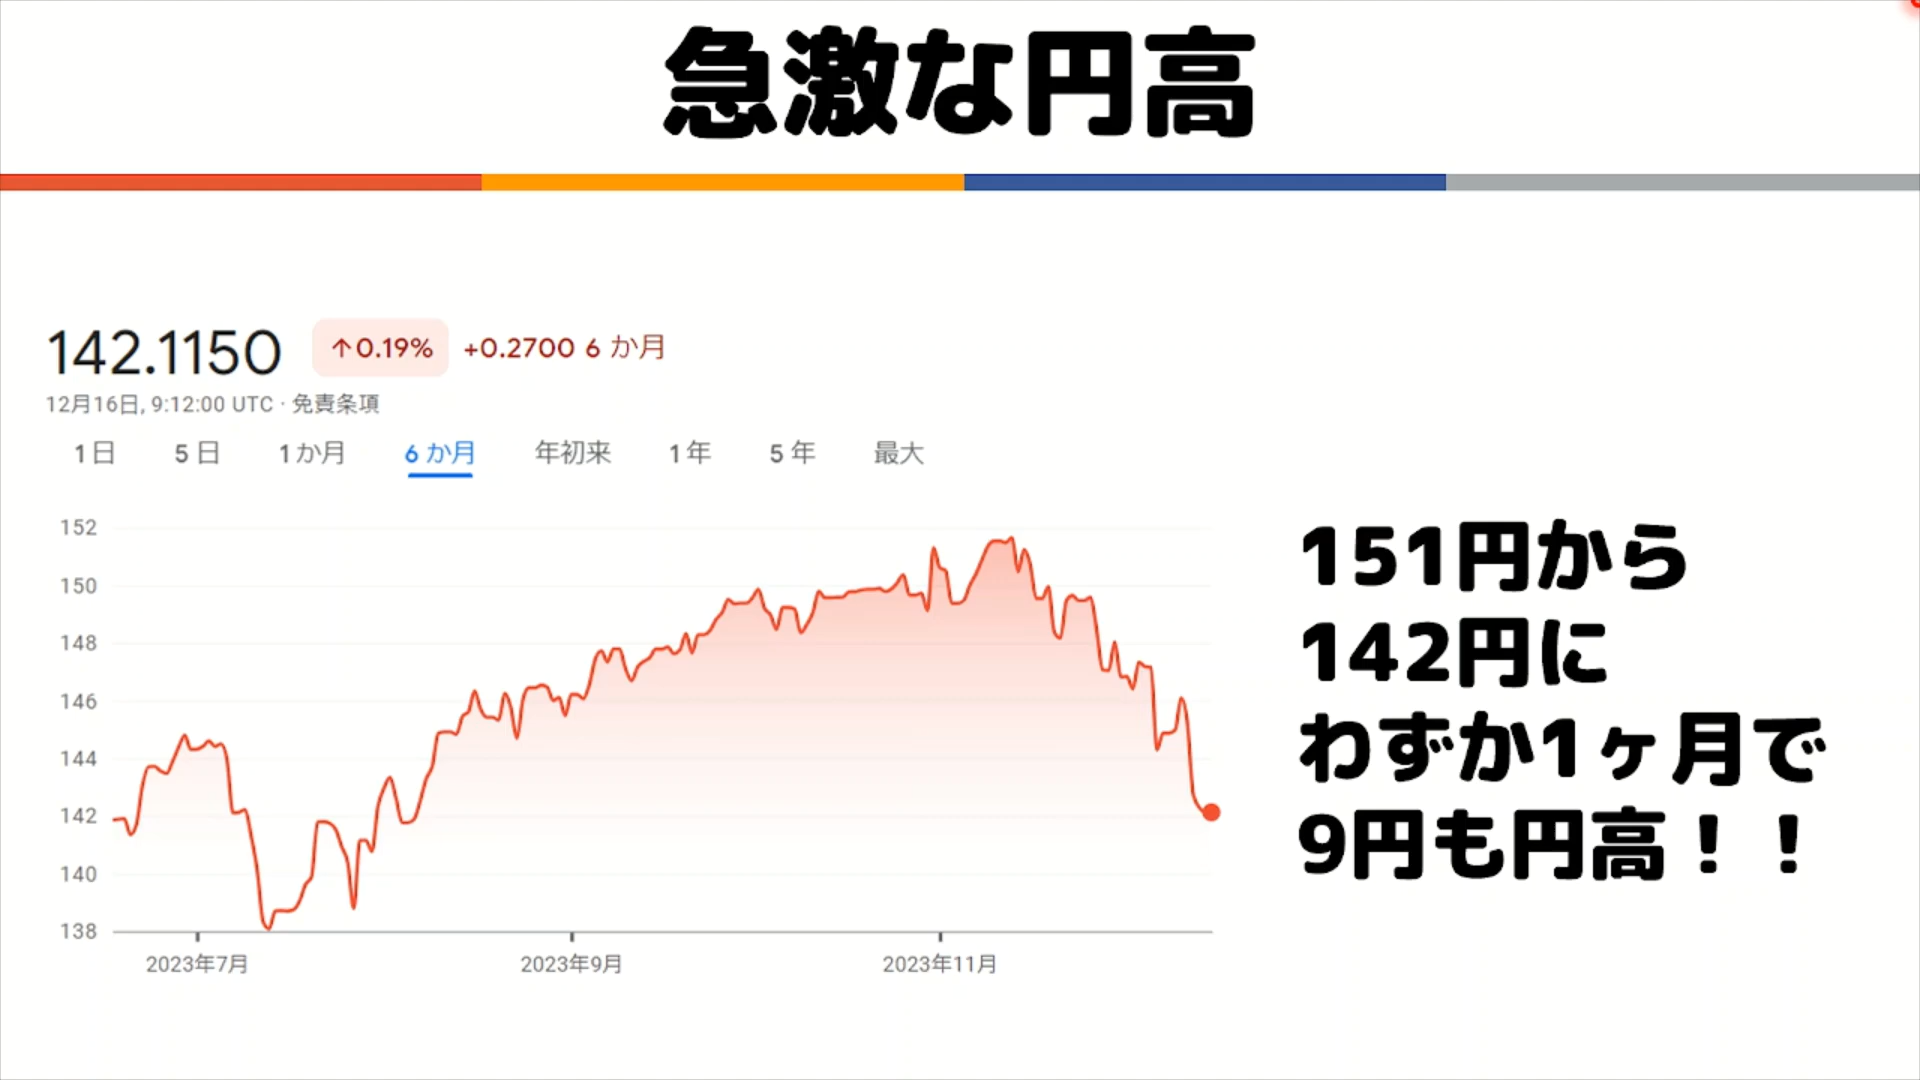 急激な円高
142.1150 ↑0.19% +0.2700 6 か月
12月16日, 9:12:00 UTC · 免責条項
1日 5日 1か月 6 か月 年初来 1年 5年 最大
152
150
148
146
144
142
140
138
2023年7月 2023年9月 2023年11月
151円から
142円に
わずか1ヶ月で
9円も円高！！